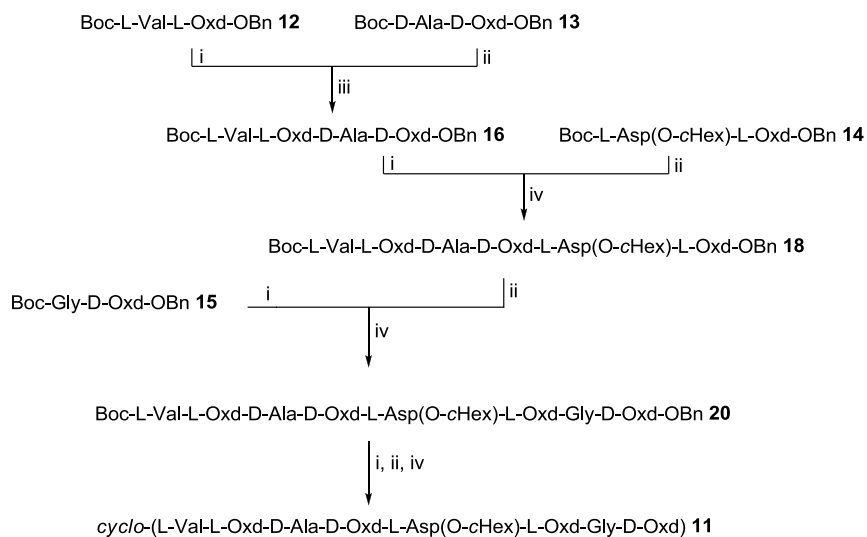 Boc-L-Val-L-Oxd-OBn 12 Boc-D-Ala-D-Oxd-OBn 13
i ii
iii
Boc-L-Val-L-Oxd-D-Ala-D-Oxd-OBn 16 Boc-L-Asp(O-cHex)-L-Oxd-OBn 14
i ii
iv
Boc-L-Val-L-Oxd-D-Ala-D-Oxd-L-Asp(O-cHex)-L-Oxd-OBn 18
Boc-Gly-D-Oxd-OBn 15 i ii
iv
Boc-L-Val-L-Oxd-D-Ala-D-Oxd-L-Asp(O-cHex)-L-Oxd-Gly-D-Oxd-OBn 20
i, ii, iv
cyclo-(L-Val-L-Oxd-D-Ala-D-Oxd-L-Asp(O-cHex)-L-Oxd-Gly-D-Oxd) 11